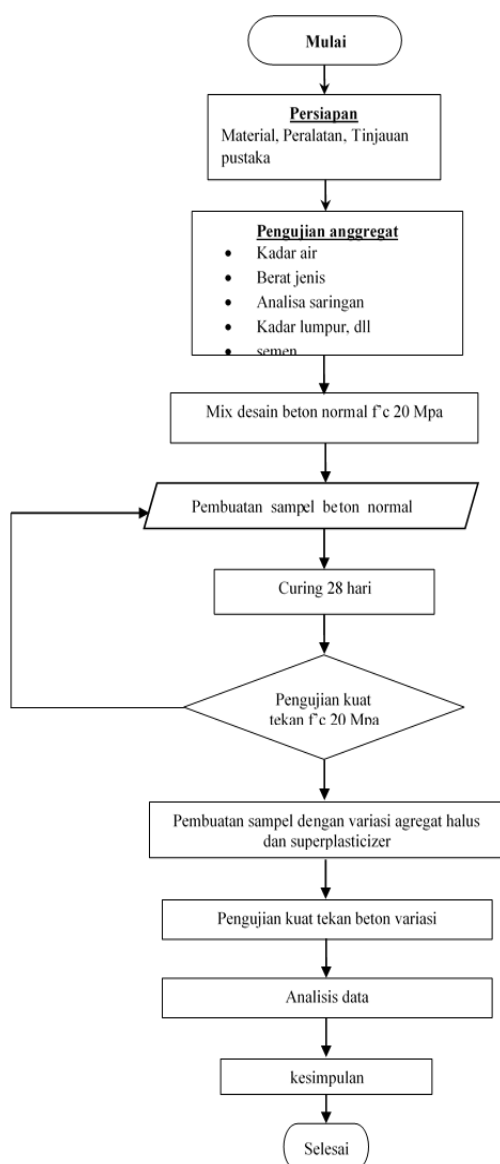 Mulai
Persiapan
Material, Peralatan, Tinjauan
pustaka
Pengujian anggregat
• Kadar air
• Berat jenis
• Analisa saringan
• Kadar lumpur, dll
• semen
Mix desain beton normal f'c 20 Mpa
Pembuatan sampel beton normal
Curing 28 hari
Pengujian kuat
tekan f'c 20 Mpa
Pembuatan sampel dengan variasi agregat halus
dan superplasticizer
Pengujian kuat tekan beton variasi
Analisis data
kesimpulan
Selesai